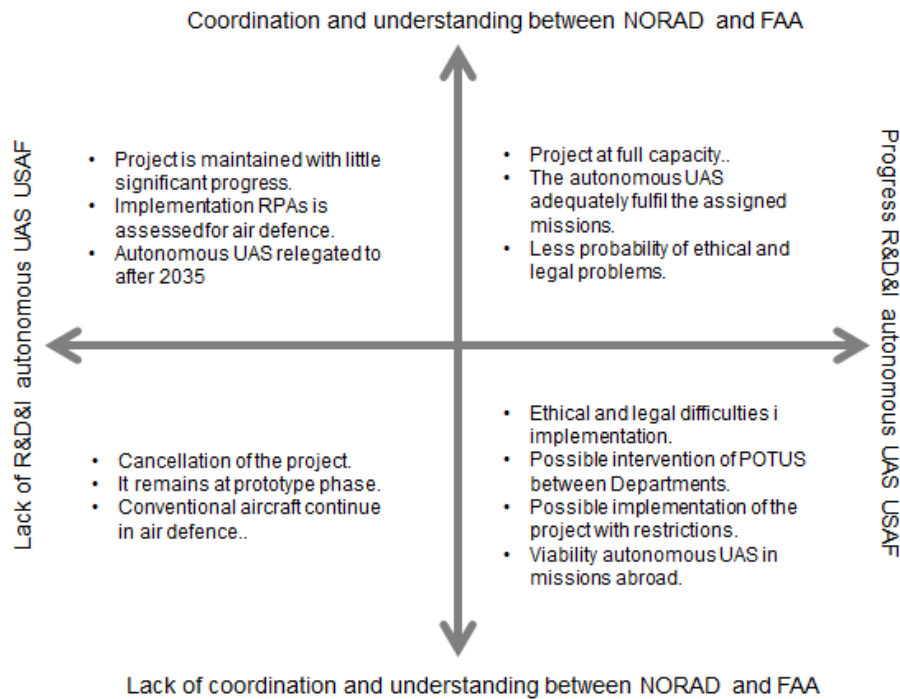 Coordination and understanding between NORAD and FAA
Lack of R&D&I autonomous UAS USAF
• Project is maintained with little
significant progress.
• Implementation RPAs is
assessed for air defence.
• Autonomous UAS relegated to
after 2035
• Project at full capacity..
• The autonomous UAS
adequately fulfil the assigned
missions.
• Less probability of ethical and
legal problems.
Progress R&D&I autonomous UAS USAF
• Cancellation of the project.
• It remains at prototype phase.
• Conventional aircraft continue
in air defence..
• Ethical and legal difficulties i
implementation.
• Possible intervention of POTUS
between Departments.
• Possible implementation of the
project with restrictions.
• Viability autonomous UAS in
missions abroad.
Lack of coordination and understanding between NORAD and FAA